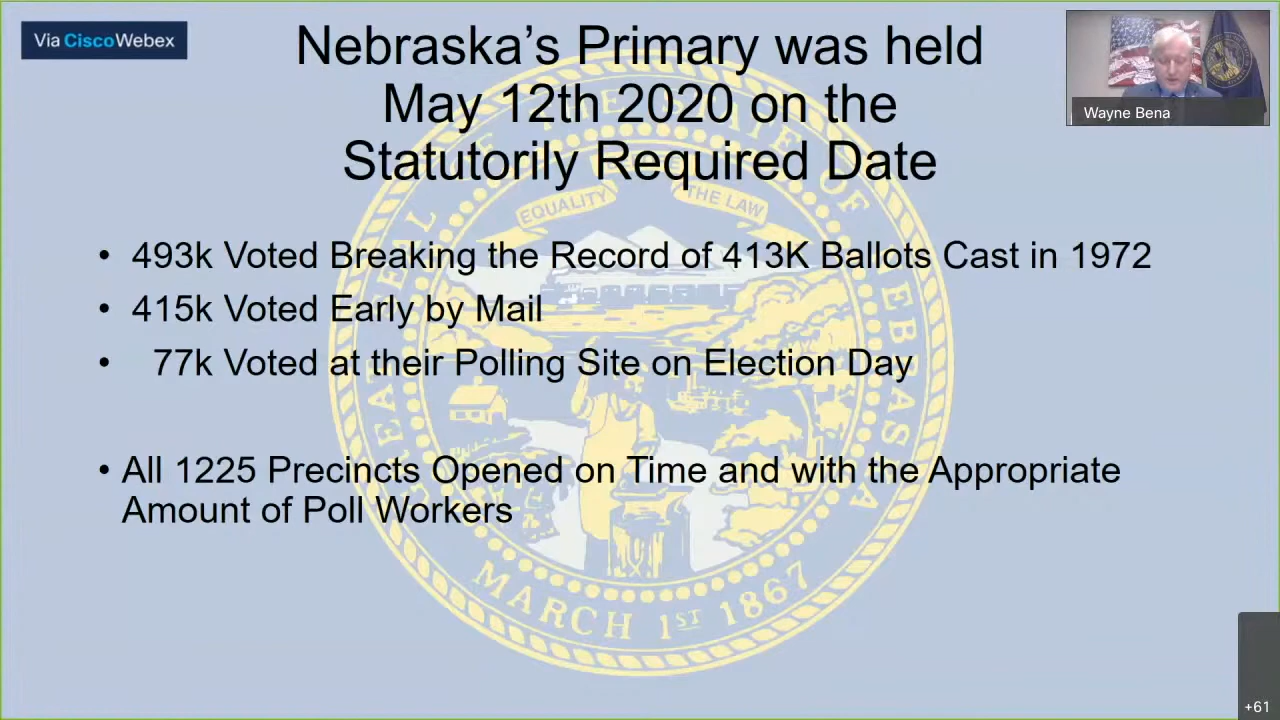 Via CiscoWebex
Nebraska's Primary was held
May 12th 2020 on the
Statutorily Required Date
Wayne Bena
EQUALITY
THE LAW
• 493k Voted Breaking the Record of 413K Ballots Cast in 1972
• 415k Voted Early by Mail
• 77k Voted at their Polling Site on Election Day
• All 1225 Precincts Opened on Time and with the Appropriate
Amount of Poll Workers
MARCH 1ST 1867
+61